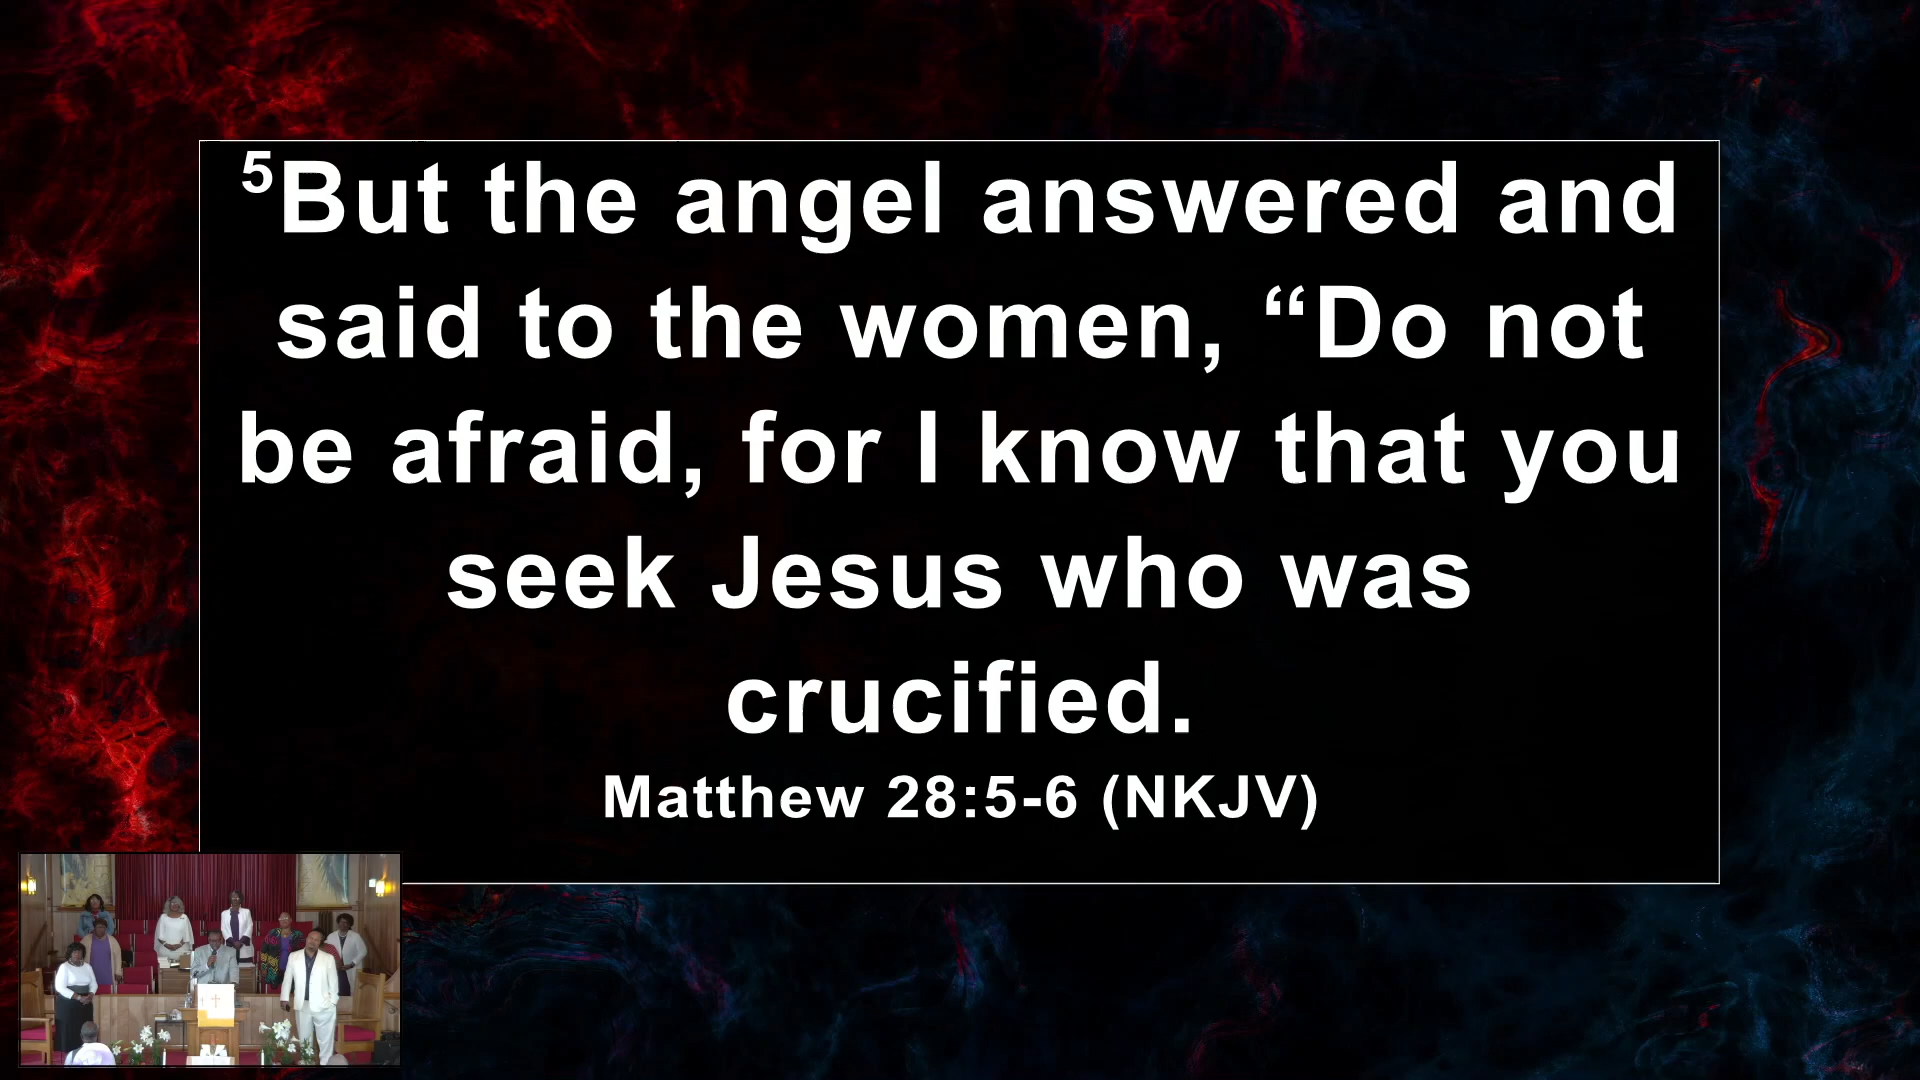 ⁵But the angel answered and
said to the women, “Do not
be afraid, for I know that you
seek Jesus who was
crucified.
Matthew 28:5-6 (NKJV)